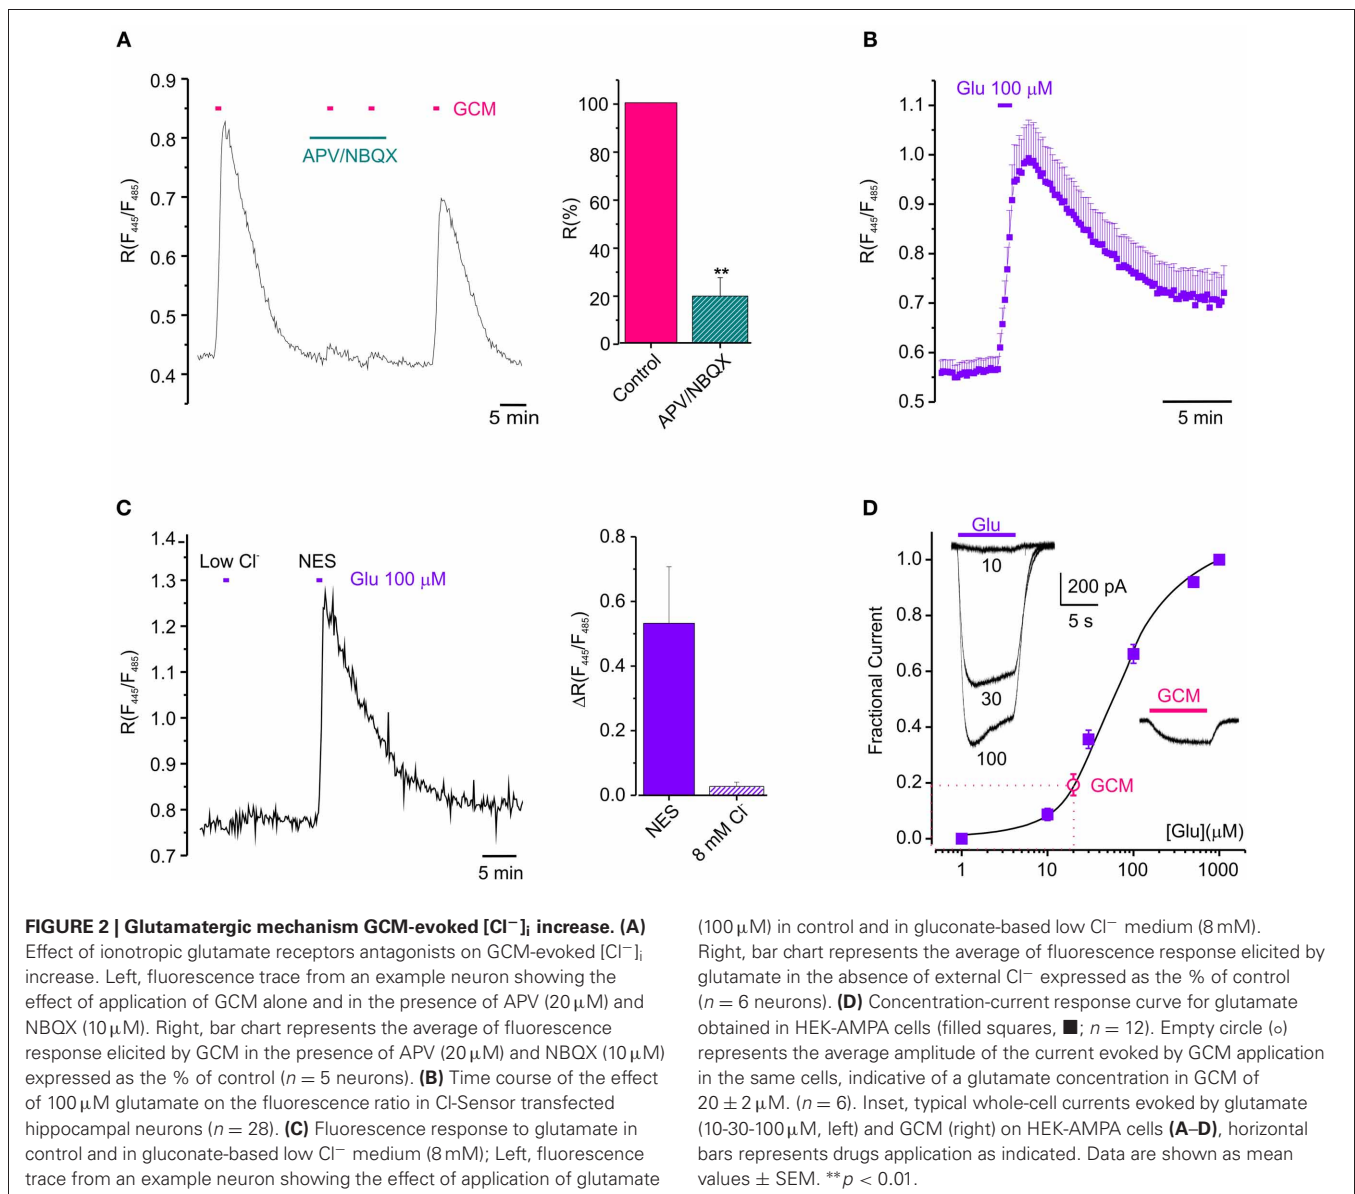 A
0.9
0.8
0.7
0.6
0.5
0.4
R(F445/F485)
GCM
APV/NBQX
5 min
100
80
60
40
20
0
R(%)
**
Control
APV/NBQX
B
Glu 100 μM
1.1
1.0
0.9
0.8
0.7
0.6
0.5
R(F445/F485)
5 min
C
1.4
1.3
1.2
1.1
1.0
0.9
0.8
0.7
R(F445/F485)
Low Cl-
NES
Glu 100 μM
5 min
0.8
0.6
0.4
0.2
0.0
ΔR(F445/F485)
NES
8 mM Cl-
D
Glu
10
30
100
200 pA
5 s
1.0
0.8
0.6
0.4
0.2
0.0
Fractional Current
GCM
GCM
[Glu](μM)
1
10
100
1000
FIGURE 2 | Glutamatergic mechanism GCM-evoked [Cl−]i increase. (A)
Effect of ionotropic glutamate receptors antagonists on GCM-evoked [Cl−]i
increase. Left, fluorescence trace from an example neuron showing the
effect of application of GCM alone and in the presence of APV (20 μM) and
NBQX (10 μM). Right, bar chart represents the average of fluorescence
response elicited by GCM in the presence of APV (20 μM) and NBQX (10 μM)
expressed as the % of control (n = 5 neurons). (B) Time course of the effect
of 100 μM glutamate on the fluorescence ratio in Cl-Sensor transfected
hippocampal neurons (n = 28). (C) Fluorescence response to glutamate in
control and in gluconate-based low Cl− medium (8 mM); Left, fluorescence
trace from an example neuron showing the effect of application of glutamate
(100 μM) in control and in gluconate-based low Cl− medium (8 mM).
Right, bar chart represents the average of fluorescence response elicited by
glutamate in the absence of external Cl− expressed as the % of control
(n = 6 neurons). (D) Concentration-current response curve for glutamate
obtained in HEK-AMPA cells (filled squares, ■; n = 12). Empty circle (○)
represents the average amplitude of the current evoked by GCM application
in the same cells, indicative of a glutamate concentration in GCM of
20 ± 2 μM. (n = 6). Inset, typical whole-cell currents evoked by glutamate
(10-30-100 μM, left) and GCM (right) on HEK-AMPA cells (A–D), horizontal
bars represents drugs application as indicated. Data are shown as mean
values ± SEM. **p < 0.01.